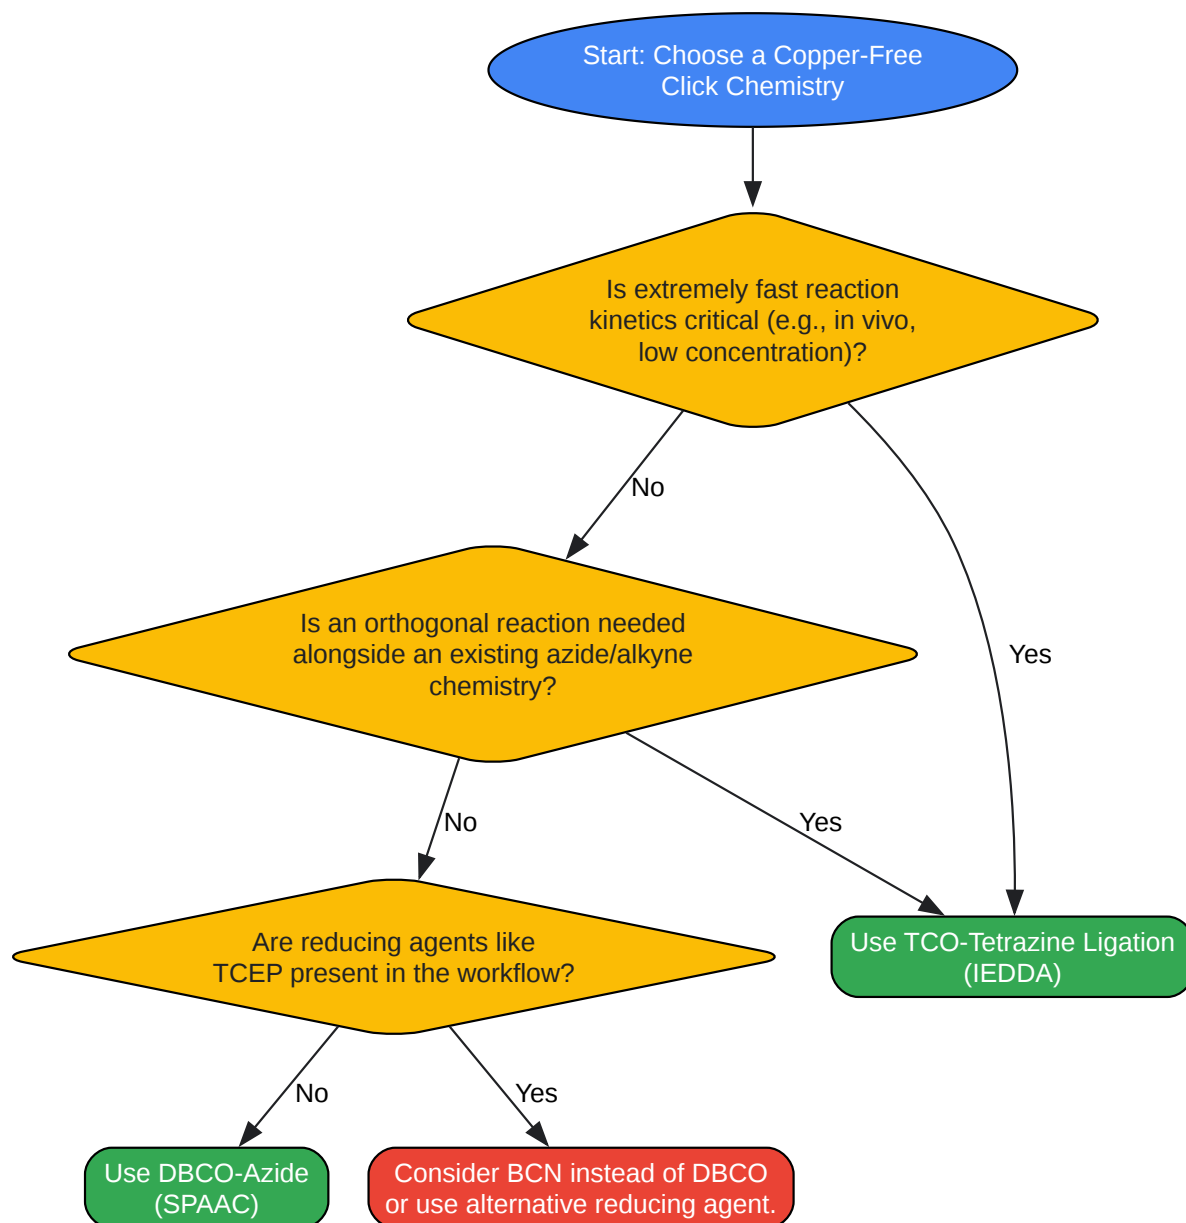 Start: Choose a Copper-Free
Click Chemistry
Is extremely fast reaction
kinetics critical (e.g., in vivo,
low concentration)?
No
Yes
Is an orthogonal reaction needed
alongside an existing azide/alkyne
chemistry?
No
Yes
Are reducing agents like
TCEP present in the workflow?
Use TCO-Tetrazine Ligation
(IEDDA)
No
Yes
Use DBCO-Azide
(SPAAC)
Consider BCN instead of DBCO
or use alternative reducing agent.